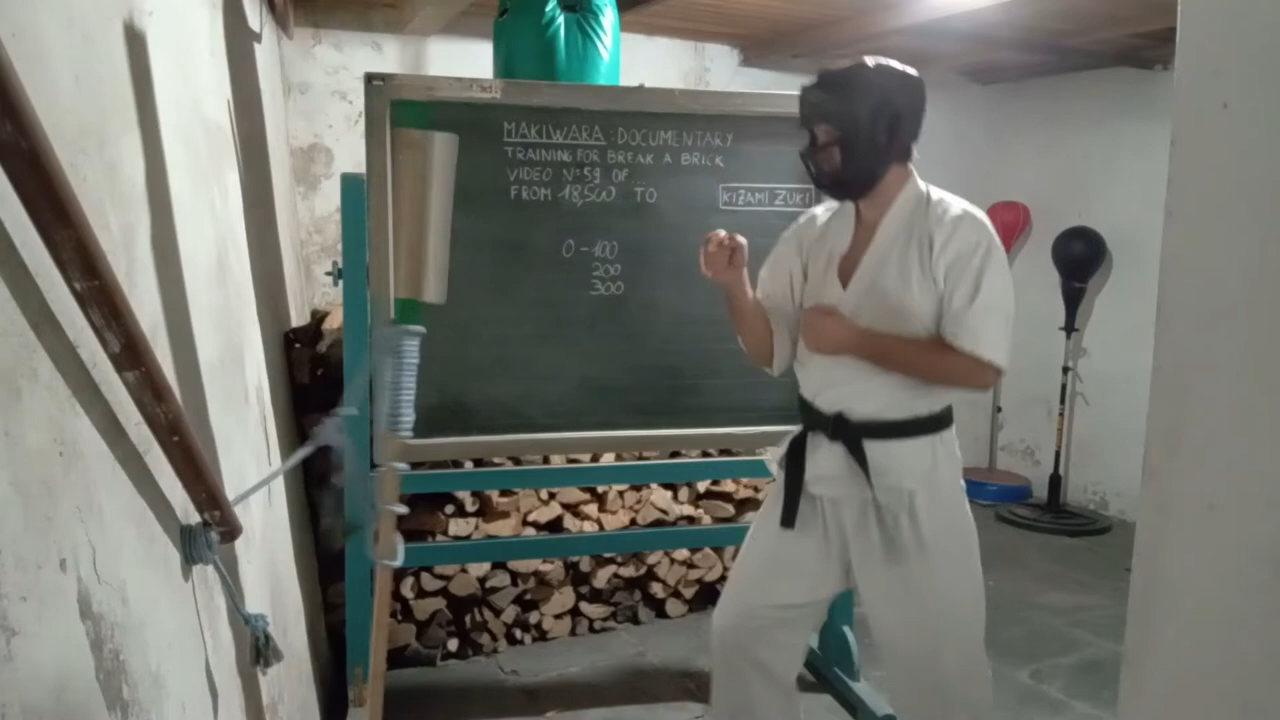 MAKIWARA: DOCUMENTARY
TRAINING FOR BREAK A BRICK
VIDEO Nº59 OF...
FROM 18,500 TO
KIZAMI ZUKI
0-100
200
300